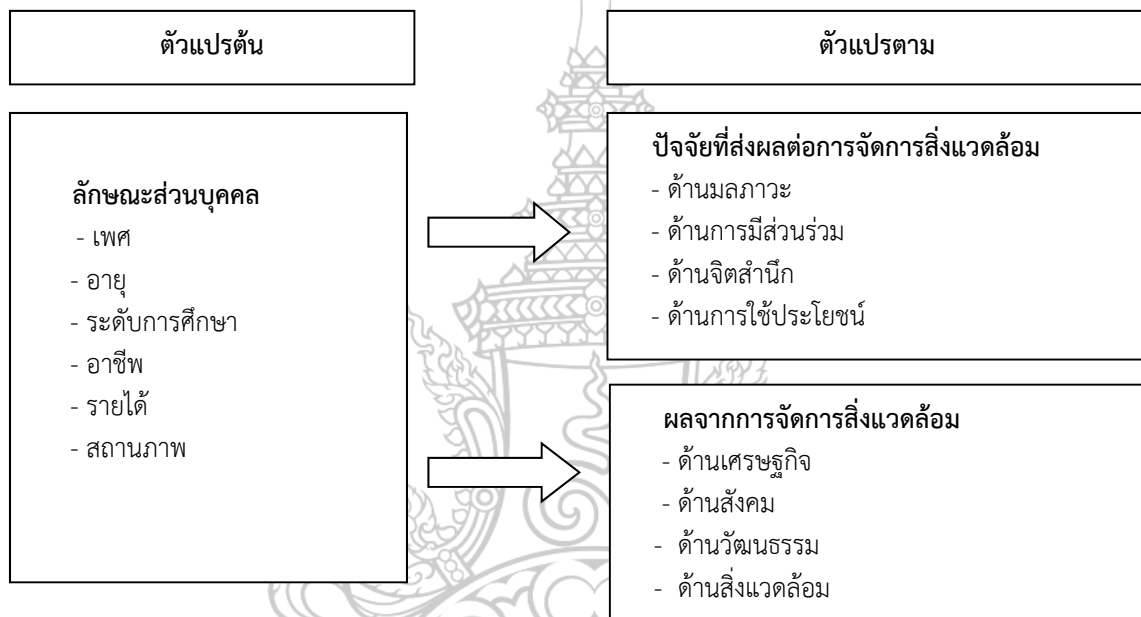 ตัวแปรต้น
ตัวแปรตาม
ลักษณะส่วนบุคคล
- เพศ
- อายุ
- ระดับการศึกษา
- อาชีพ
- รายได้
- สถานภาพ
ปัจจัยที่ส่งผลต่อการจัดการสิ่งแวดล้อม
- ด้านมลภาวะ
- ด้านการมีส่วนร่วม
- ด้านจิตสำนึก
- ด้านการใช้ประโยชน์
ผลจากการจัดการสิ่งแวดล้อม
- ด้านเศรษฐกิจ
- ด้านสังคม
- ด้านวัฒนธรรม
- ด้านสิ่งแวดล้อม